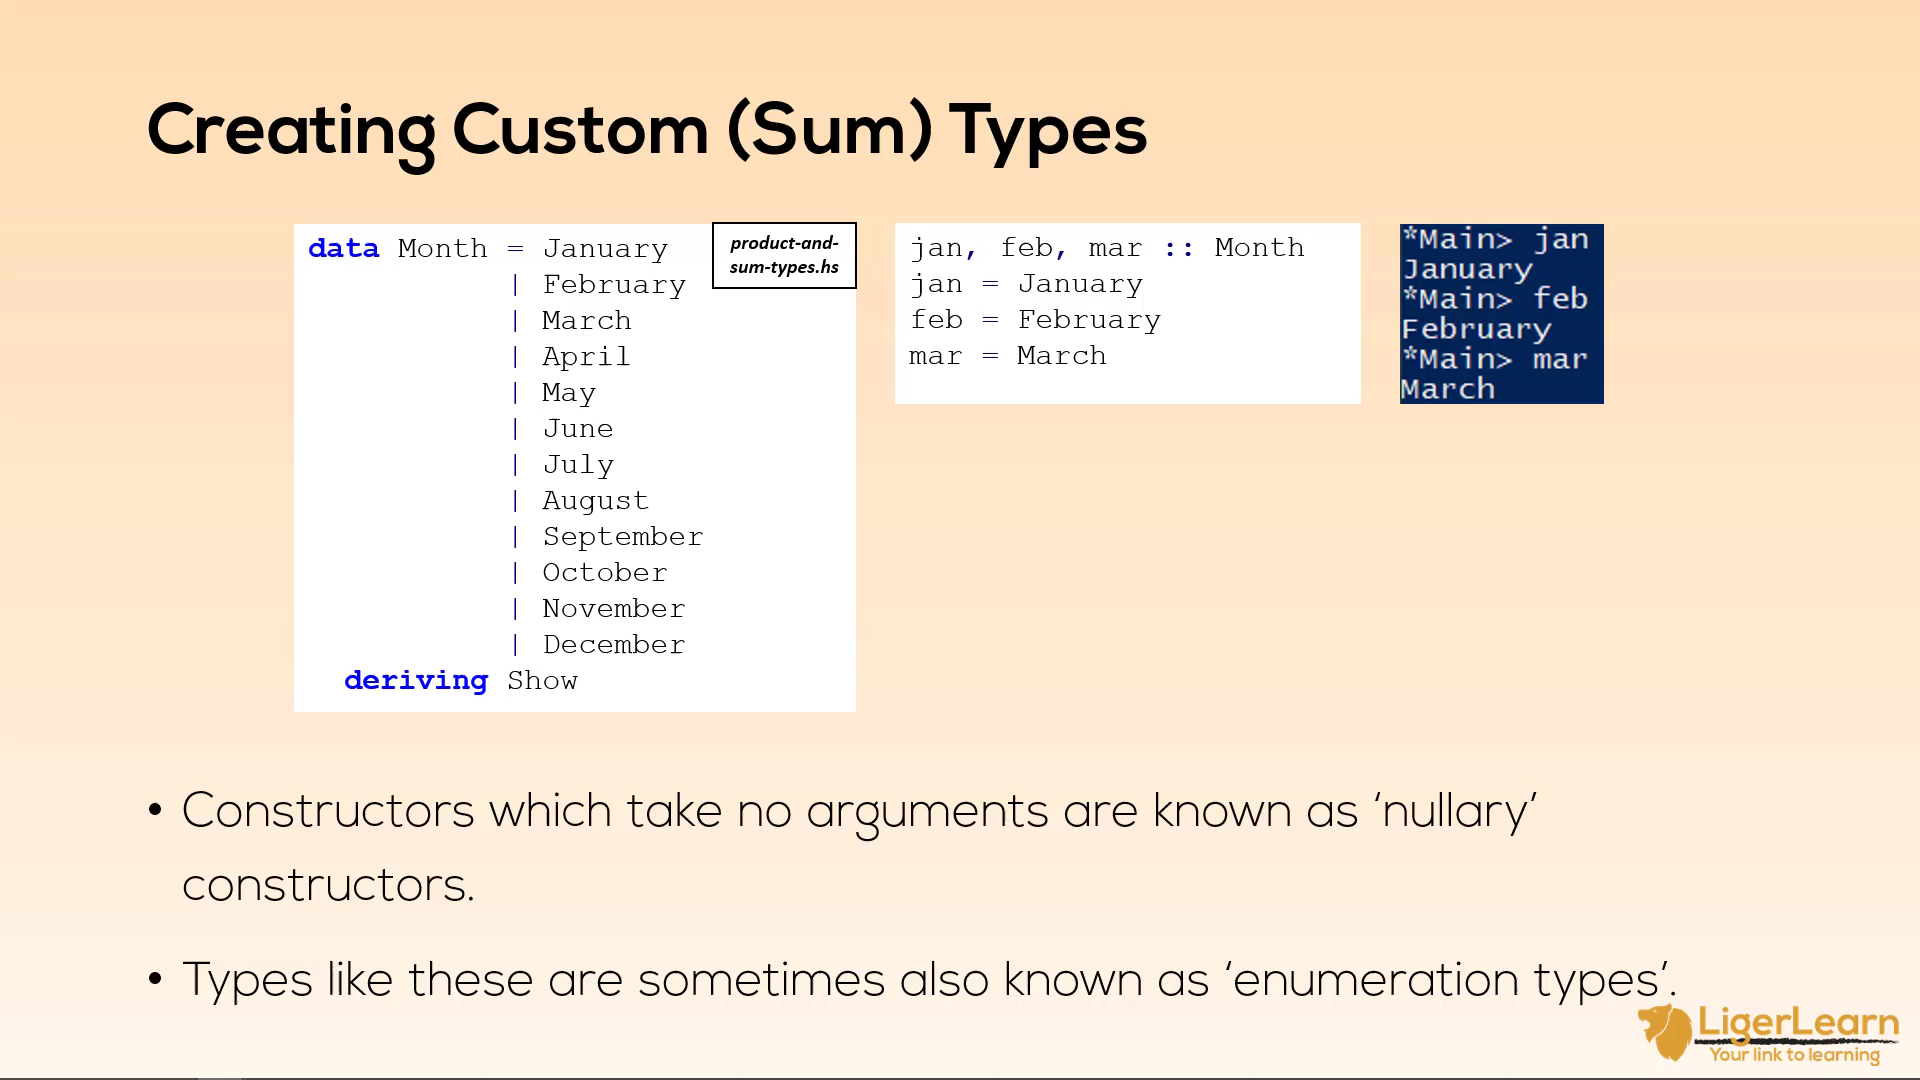 Creating Custom (Sum) Types
data Month = January
| February
| March
| April
| May
| June
| July
| August
| September
| October
| November
| December
deriving Show
product-and-
sum-types.hs
jan, feb, mar :: Month
jan = January
feb = February
mar = March
*Main> jan
January
*Main> feb
February
*Main> mar
March
• Constructors which take no arguments are known as ‘nullary’
constructors.
• Types like these are sometimes also known as ‘enumeration types’.
LigerLearn
Your link to learning